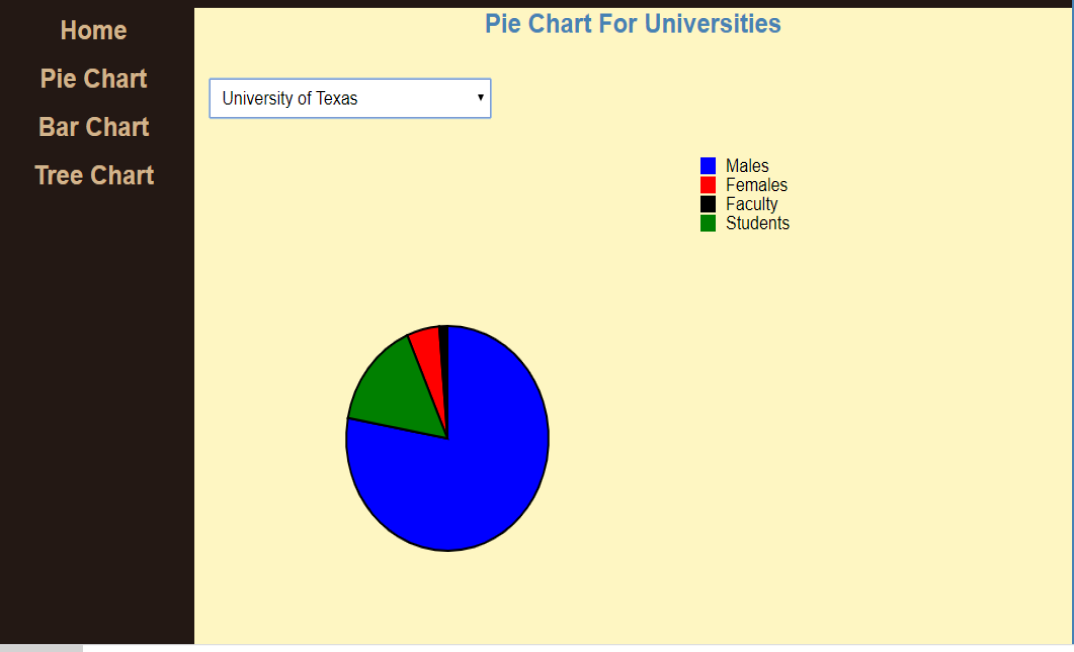 Home
Pie Chart
Bar Chart
Tree Chart
Pie Chart For Universities
University of Texas
Males
Females
Faculty
Students